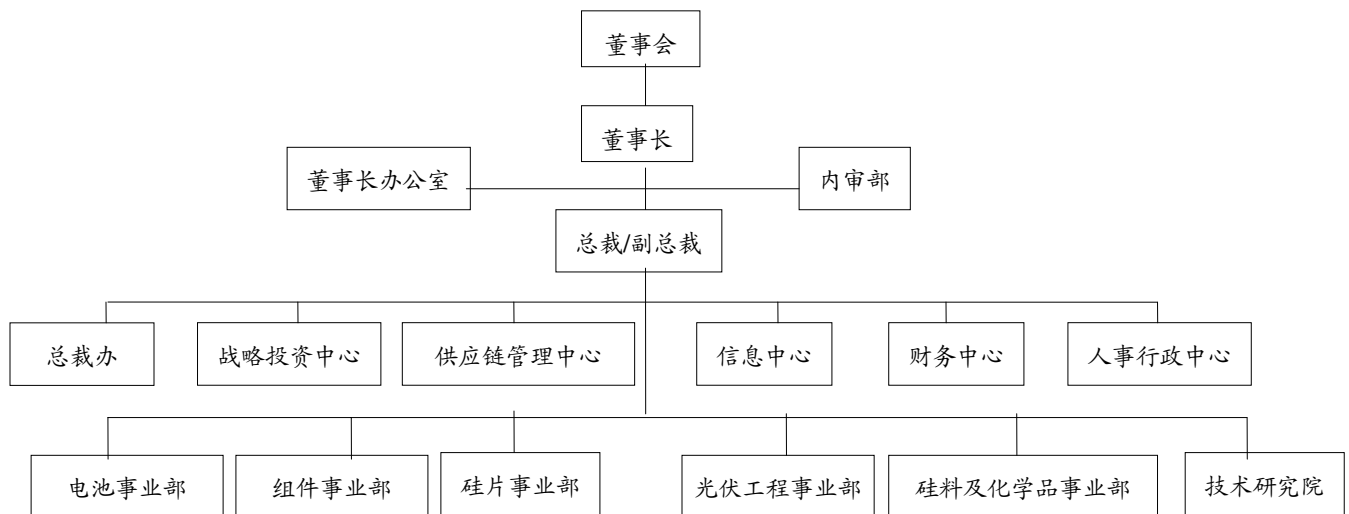 董事会
董事长
董事长办公室
内审部
总裁/副总裁
总裁办
战略投资中心
供应链管理中心
信息中心
财务中心
人事行政中心
电池事业部
组件事业部
硅片事业部
光伏工程事业部
硅料及化学品事业部
技术研究院